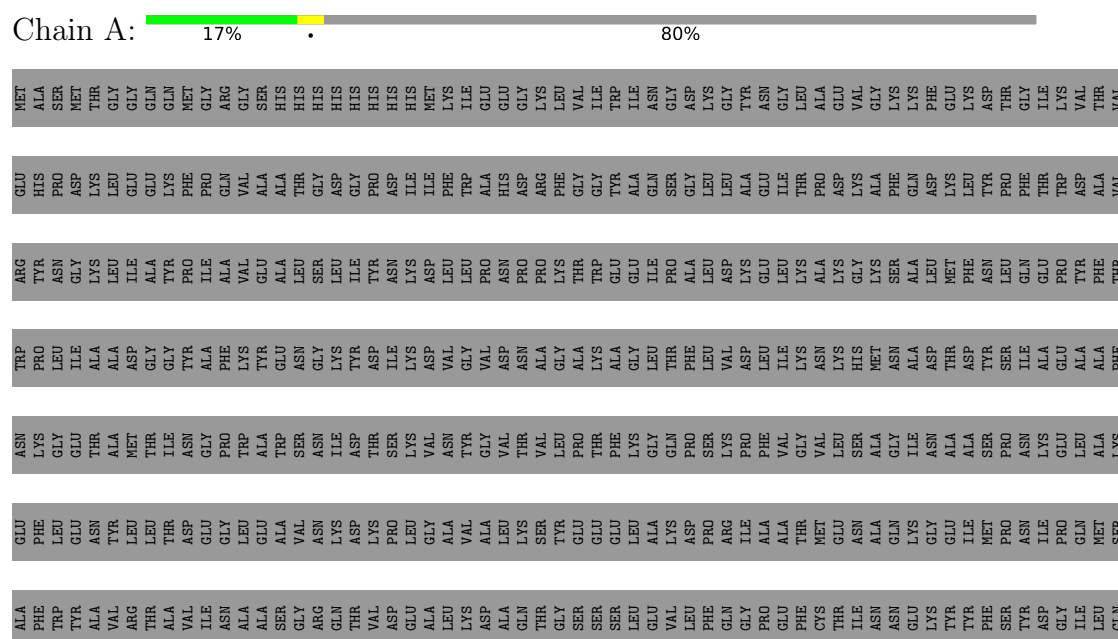 Chain A:
17% • 80%
MET ALA SER MET THR GLY GLY GLN GLN MET GLY ARG GLY SER HIS HIS HIS HIS HIS HIS HIS HIS MET LYS ILE GLU GLU GLY LYS LEU VAL ILE TRP ILE ASN GLY ASP LYS GLY TYR ASN GLY LEU ALA GLU VAL GLY LYS LYS PHE GLU LYS ASP THR GLY ILE LYS VAL THR
GLU HIS PRO ASP LYS LEU GLU GLU LYS PHE PRO GLN VAL ALA ALA THR GLY ASP GLY PRO ASP ILE ILE PHE TRP ALA HIS ASP ARG PHE GLY GLY TYR ALA GLN SER GLY LEU LEU ALA GLU ILE THR PRO ASP LYS ALA PHE GLN ASP LYS LEU TYR PRO PHE THR TRP ASP ALA
ARG TYR ASN GLY LYS LEU ILE ALA TYR PRO ILE ALA VAL GLU ALA LEU SER LEU ILE TYR ASN LYS ASP LEU LEU PRO ASN PRO PRO LYS THR TRP GLU GLU ILE PRO ALA LEU ASP LYS GLU LEU LYS ALA LYS GLY LYS SER ALA LEU MET PHE ASN LEU GLN GLU PRO TYR PHE
TRP PRO LEU ILE ALA ALA ASP GLY GLY TYR ALA PHE LYS TYR GLU ASN GLY LYS TYR ASP ILE LYS ASP VAL GLY VAL ASP ASN ALA GLY ALA LYS ALA GLY LEU THR PHE LEU VAL ASP LEU ILE LYS ASN LYS HIS MET ASN ALA ASP THR ASP TYR SER ILE ALA GLU ALA ALA
ASN LYS GLY GLU THR ALA MET THR ILE ASN GLY PRO TRP ALA TRP SER ASN ILE ASP THR SER LYS VAL ASN TYR GLY VAL THR VAL LEU PRO THR PHE LYS GLY GLN PRO SER LYS PRO PHE VAL GLY VAL LEU SER ALA GLY ILE ASN ALA ALA SER PRO ASN LYS GLU LEU ALA
GLU PHE LEU GLU ASN TYR LEU LEU THR ASP GLU GLY LEU GLU ALA VAL ASN LYS ASP LYS PRO LEU GLY ALA VAL ALA LEU LYS SER TYR GLU GLU GLU LEU ALA LYS ASP PRO ARG ILE ALA ALA THR MET GLU ASN ALA GLN LYS GLY GLU ILE MET PRO ASN ILE PRO GLN MET
ALA PHE TRP TYR ALA VAL ARG THR ALA VAL ILE ASN ALA ALA SER GLY ARG GLN THR VAL ASP GLU ALA LEU LYS ASP ALA GLN THR GLY SER SER SER LEU GLU VAL LEU PHE GLN GLY PRO GLU PHE CYS THR ILE ASN ASN GLU LYS TYR TYR PHE SER TYR ASP GLY ILE LEU